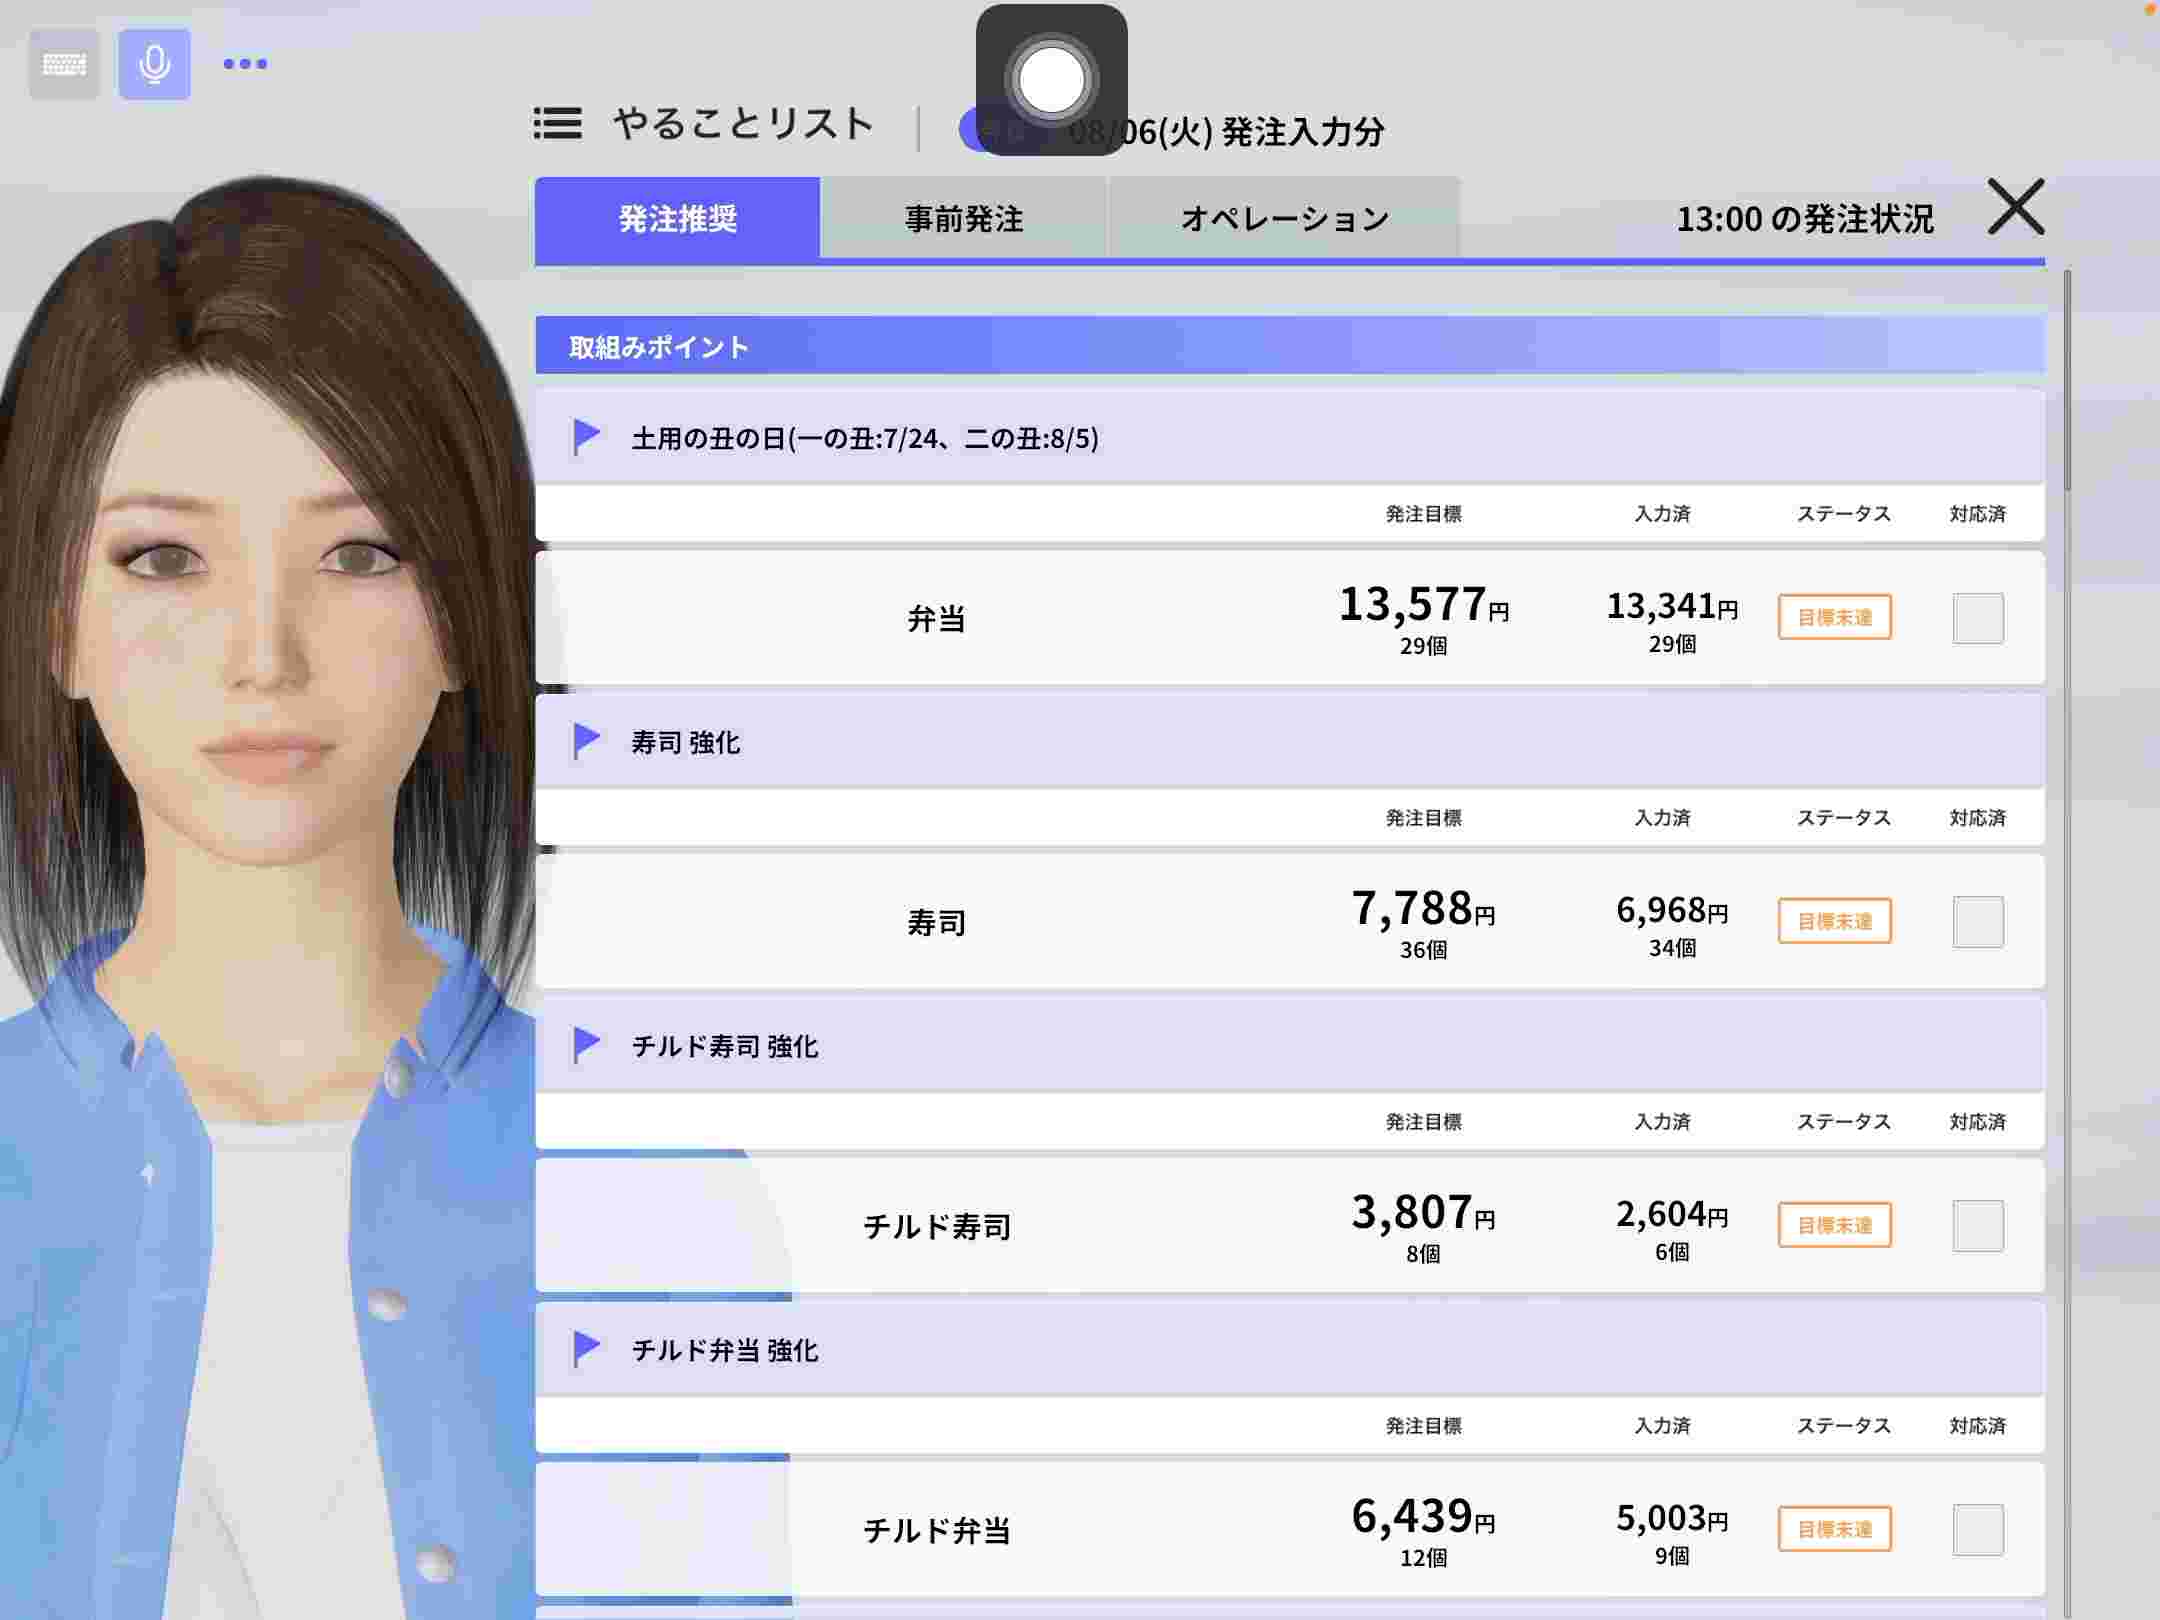 やることリスト
08/06(火) 発注入力分
発注推奨
事前発注
オペレーション
13:00 の発注状況
取組みポイント
土用の丑の日(一の丑:7/24、二の丑:8/5)
発注目標 入力済 ステータス 対応済
弁当 13,577円 13,341円 目標未達
29個 29個
寿司 強化
発注目標 入力済 ステータス 対応済
寿司 7,788円 6,968円 目標未達
36個 34個
チルド寿司 強化
発注目標 入力済 ステータス 対応済
チルド寿司 3,807円 2,604円 目標未達
8個 6個
チルド弁当 強化
発注目標 入力済 ステータス 対応済
チルド弁当 6,439円 5,003円 目標未達
12個 9個